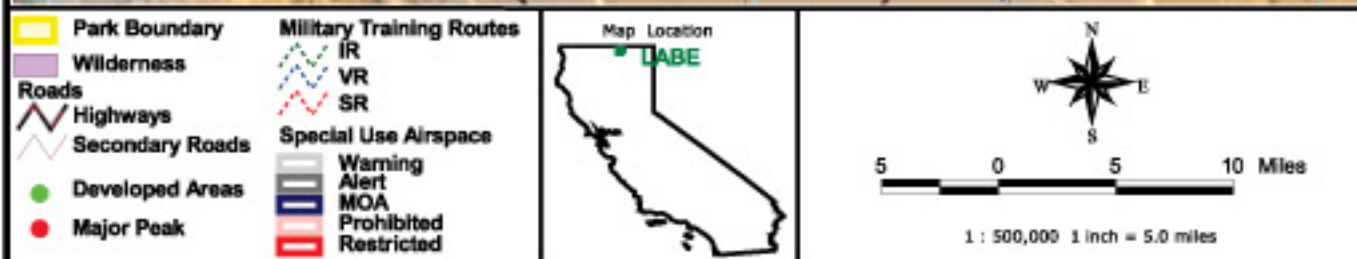 Park Boundary
Wilderness
Roads
Highways
Secondary Roads
Developed Areas
Major Peak
Military Training Routes
IR
VR
SR
Special Use Airspace
Warning
Alert
MOA
Prohibited
Restricted
Map Location
LABE
N
W E
S
5 0 5 10 Miles
1 : 500,000 1 inch = 5.0 miles